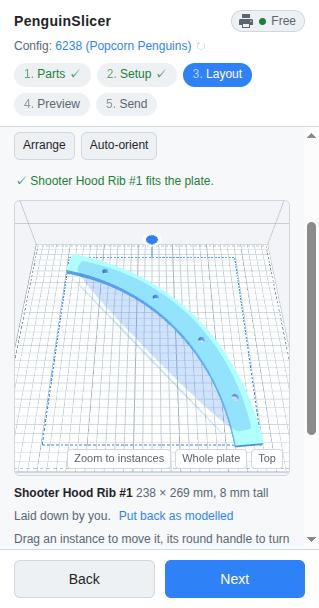 PenguinSlicer
Free
Config: 6238 (Popcorn Penguins)
1. Parts ✓
2. Setup ✓
3. Layout
4. Preview
5. Send
Arrange
Auto-orient
✓ Shooter Hood Rib #1 fits the plate.
Zoom to instances
Whole plate
Top
Shooter Hood Rib #1 238 × 269 mm, 8 mm tall
Laid down by you. Put back as modelled
Drag an instance to move it, its round handle to turn
Back
Next